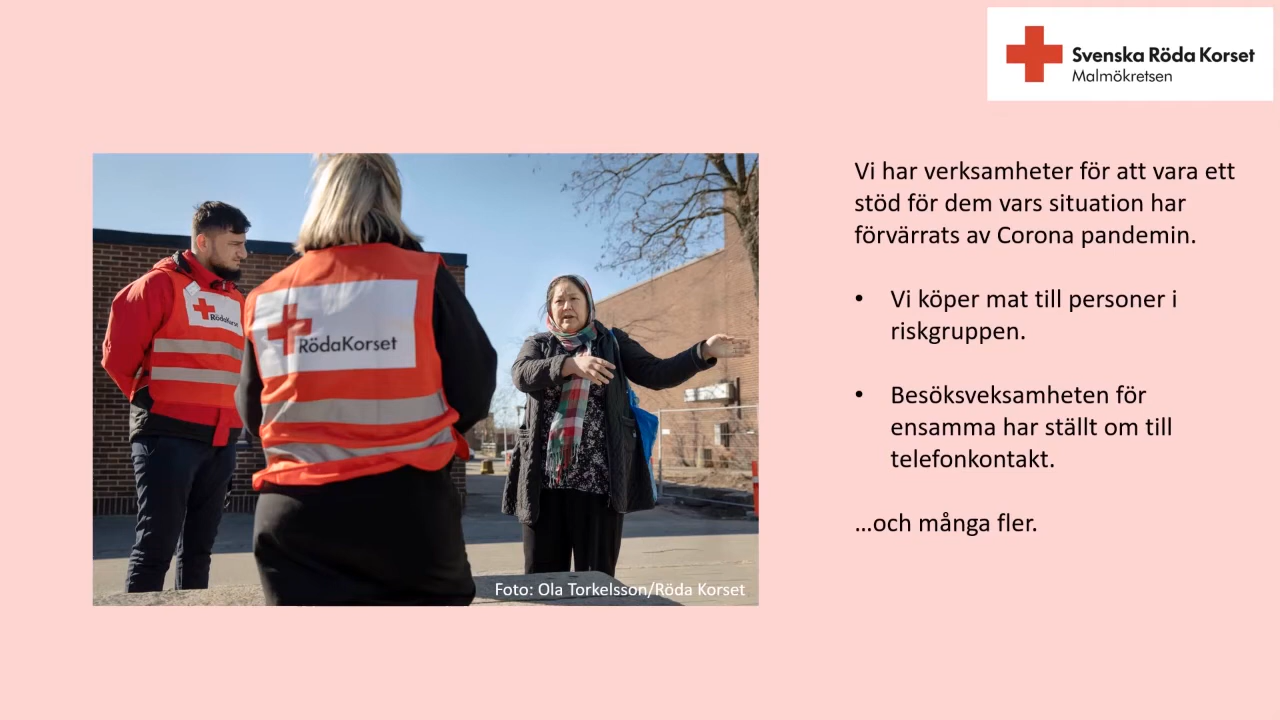 Svenska Röda Korset
Malmökretsen
Vi har verksamheter för att vara ett
stöd för dem vars situation har
förvärrats av Corona pandemin.
• Vi köper mat till personer i
riskgruppen.
• Besöksveksamheten för
ensamma har ställt om till
telefonkontakt.
...och många fler.
RödaKorset
RödaKorset
Foto: Ola Torkelsson/Röda Korset